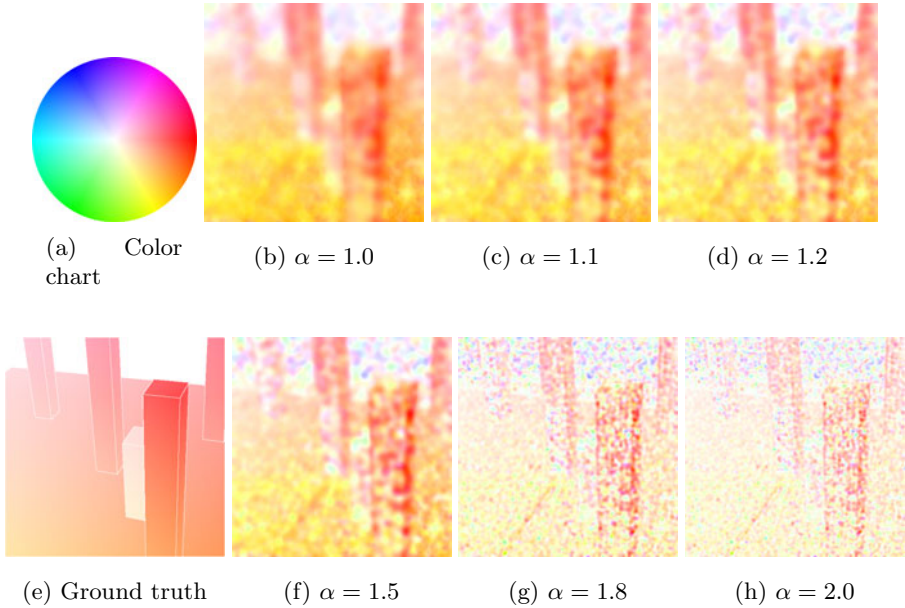 (a) Color
chart
(b) α = 1.0
(c) α = 1.1
(d) α = 1.2
(e) Ground truth
(f) α = 1.5
(g) α = 1.8
(h) α = 2.0